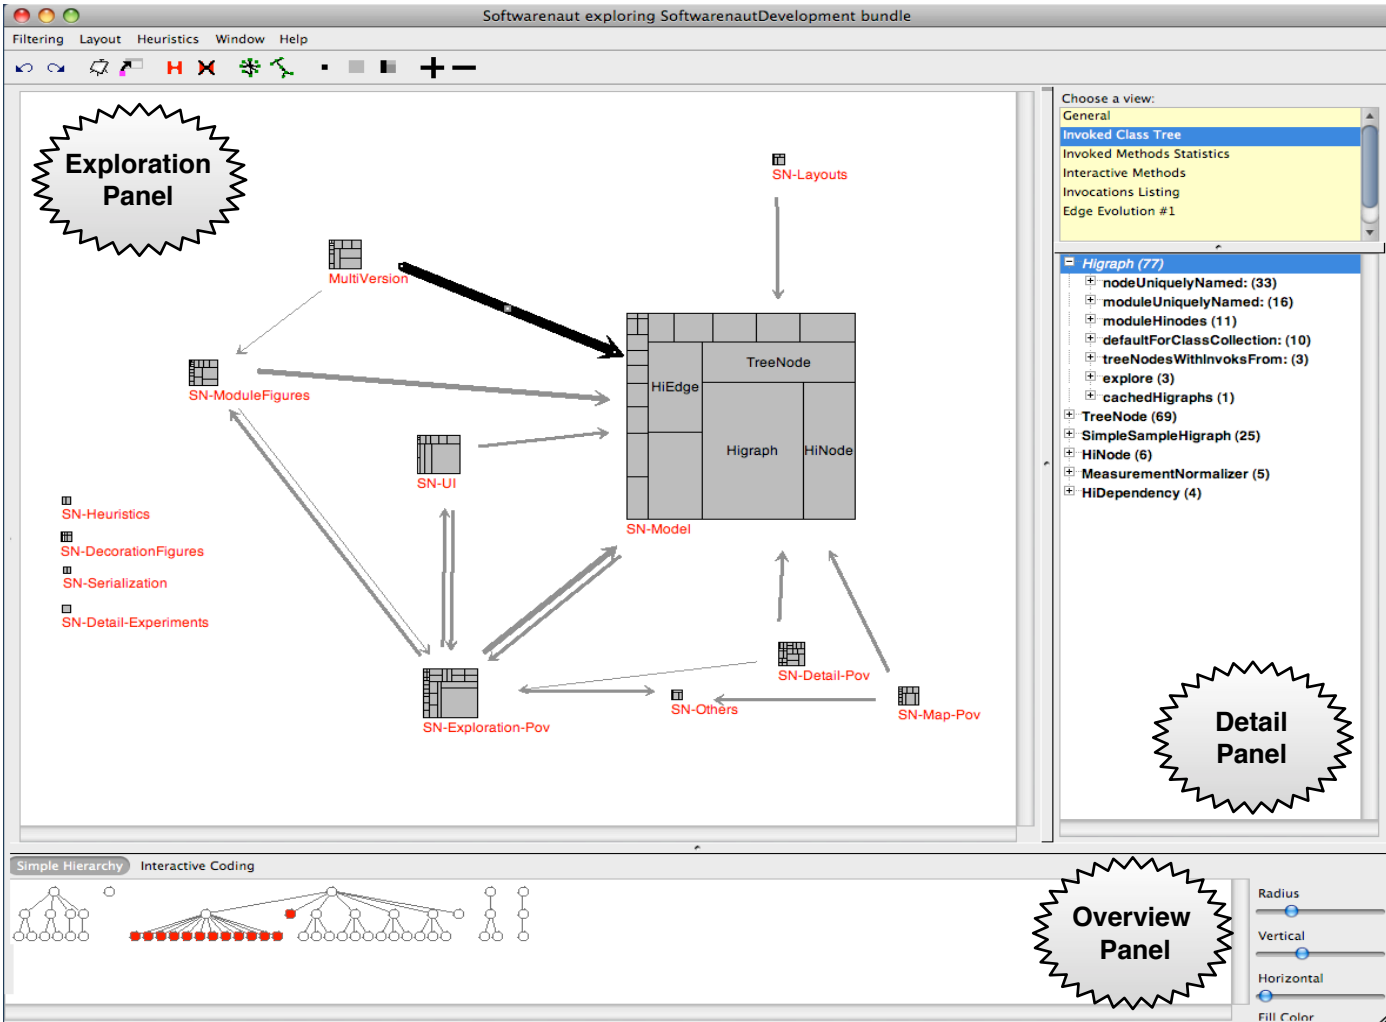 Softwarenaut exploring SoftwarenautDevelopment bundle
Filtering Layout Heuristics Window Help
Exploration
Panel
SN-Layouts
MultiVersion
SN-ModuleFigures
TreeNode
HiEdge
Higraph
HiNode
SN-UI
SN-Model
SN-Heuristics
SN-DecorationFigures
SN-Serialization
SN-Detail-Experiments
SN-Detail-Pov
SN-Others
SN-Map-Pov
SN-Exploration-Pov
Choose a view:
General
Invoked Class Tree
Invoked Methods Statistics
Interactive Methods
Invocations Listing
Edge Evolution #1
Higraph (77)
nodeUniquelyNamed: (33)
moduleUniquelyNamed: (16)
moduleHinodes (11)
defaultForClassCollection: (10)
treeNodesWithInvoksFrom: (3)
explore (3)
cachedHigraphs (1)
TreeNode (69)
SimpleSampleHigraph (25)
HiNode (6)
MeasurementNormalizer (5)
HiDependency (4)
Detail
Panel
Simple Hierarchy Interactive Coding
Overview
Panel
Radius
Vertical
Horizontal
Fill Color